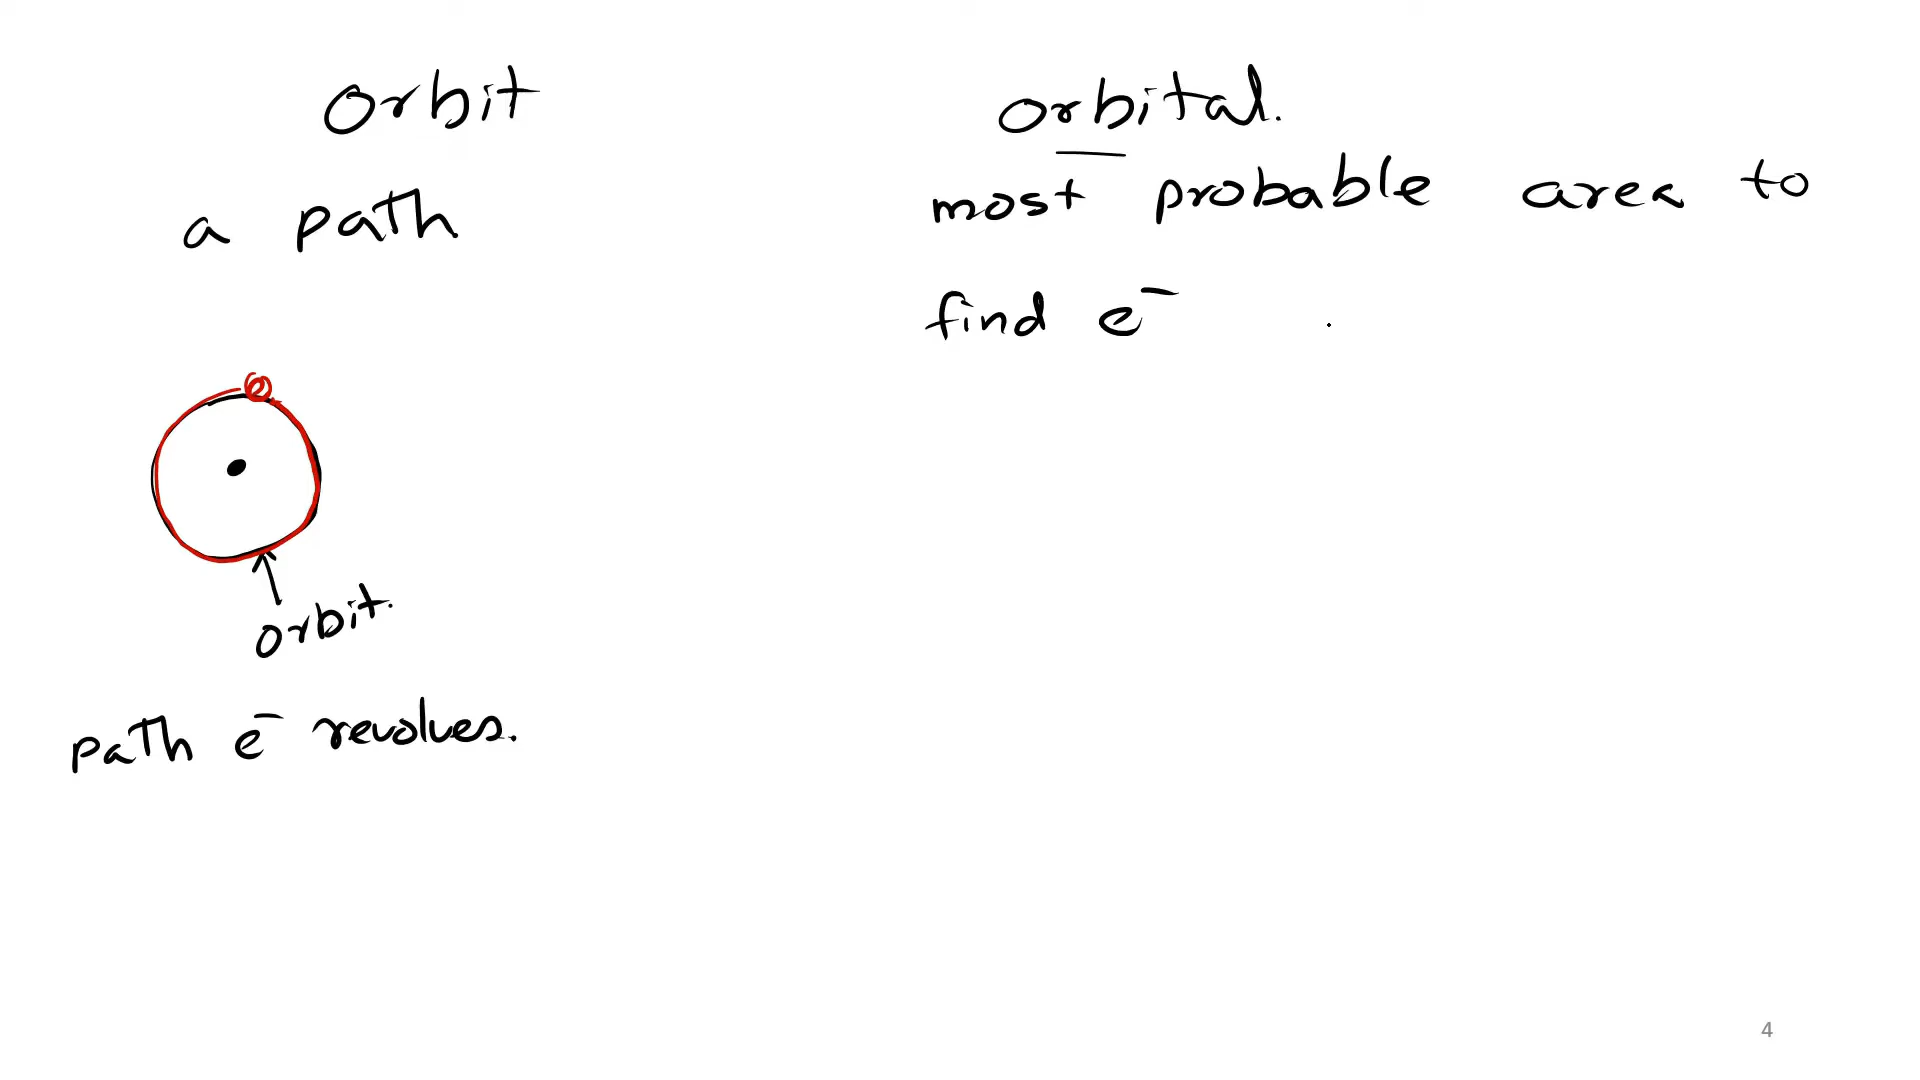 orbit
a path
orbit.
path e⁻ revolves.
orbital.
most probable area to
find e⁻
4